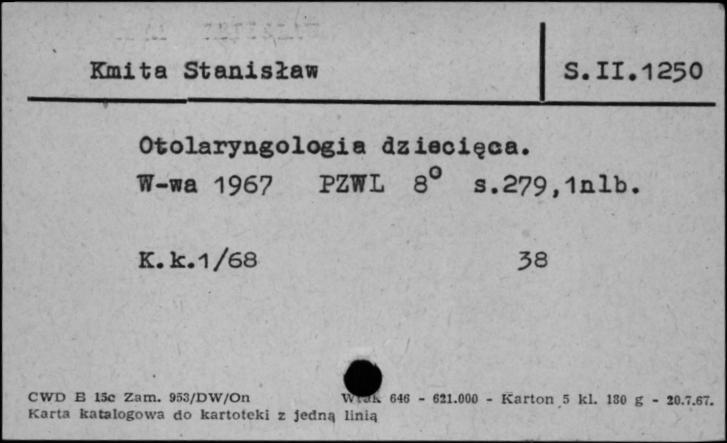 Kmita Stanisław
S.II.1250
Otolaryngologia dziecięca.
W-wa 1967 PZWL 8° s.279,1nlb.
K.k.1/68 38
CWD E 15c Zam. 953/DW/On 646 - 621.000 - Karton 5 kl. 180 g - 20.7.67.
Karta katalogowa do kartoteki z jedną linią